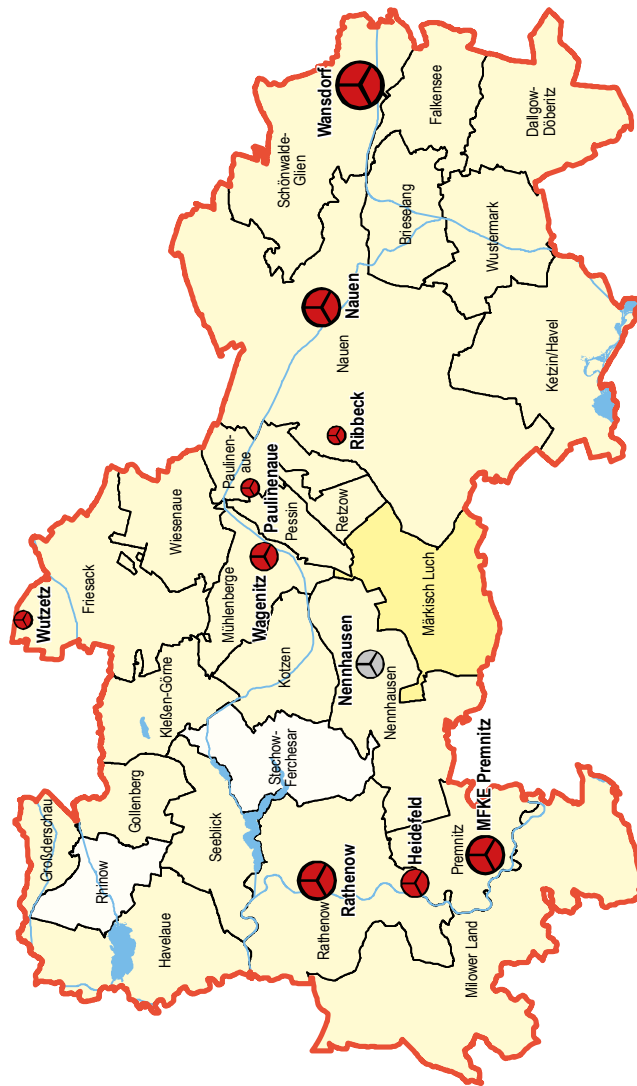 Großderschau
Rhinow
Gollenberg
Havelaue
Seeblick
Kleßen-Görne
Wutzetz
Friesack
Wiesenaue
Mühlenberge
Wagenitz
Paulinen-
aue
Paulinenaue
Pessin
Retzow
Ribbeck
Kotzen
Stechow-
Ferchesar
Nennhausen
Nennhausen
Märkisch Luch
Rathenow
Rathenow
Heidefeld
Premnitz
MFKE Premnitz
Milower Land
Nauen
Nauen
Schönwalde-
Glien
Wansdorf
Falkensee
Dallgow-
Döberitz
Brieselang
Wustermark
Ketzin/Havel